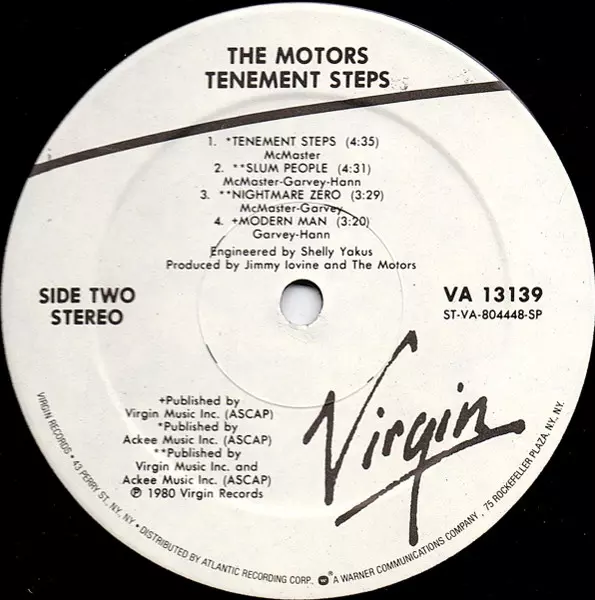 THE MOTORS
TENEMENT STEPS
1. *TENEMENT STEPS (4:35)
McMaster
2. **SLUM PEOPLE (4:31)
McMaster-Garvey-Hann
3. **NIGHTMARE ZERO (3:29)
McMaster-Garvey
4. +MODERN MAN (3:20)
Garvey-Hann
Engineered by Shelly Yakus
Produced by Jimmy Iovine and The Motors
SIDE TWO
STEREO
VA 13139
ST-VA-804448-SP
+Published by
Virgin Music Inc. (ASCAP)
*Published by
Ackee Music Inc. (ASCAP)
**Published by
Virgin Music Inc. and
Ackee Music Inc. (ASCAP)
℗ 1980 Virgin Records
Virgin
VIRGIN RECORDS • 43 PERRY ST., NY, NY • DISTRIBUTED BY ATLANTIC RECORDING CORP., W® A WARNER COMMUNICATIONS COMPANY, 75 ROCKEFELLER PLAZA, NY, NY.